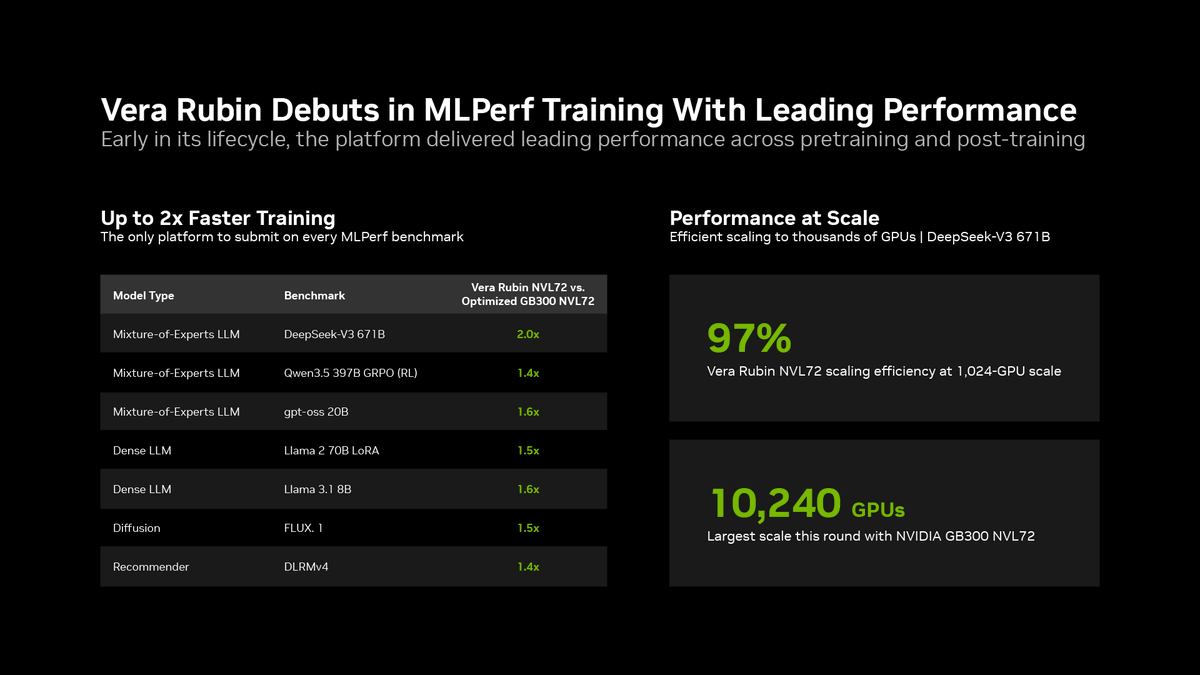 Vera Rubin Debuts in MLPerf Training With Leading Performance
Early in its lifecycle, the platform delivered leading performance across pretraining and post-training
Up to 2x Faster Training
The only platform to submit on every MLPerf benchmark
Model Type Benchmark Vera Rubin NVL72 vs.
Optimized GB300 NVL72
Mixture-of-Experts LLM DeepSeek-V3 671B 2.0x
Mixture-of-Experts LLM Qwen3.5 397B GRPO (RL) 1.4x
Mixture-of-Experts LLM gpt-oss 20B 1.6x
Dense LLM Llama 2 70B LoRA 1.5x
Dense LLM Llama 3.1 8B 1.6x
Diffusion FLUX. 1 1.5x
Recommender DLRMv4 1.4x
Performance at Scale
Efficient scaling to thousands of GPUs | DeepSeek-V3 671B
97%
Vera Rubin NVL72 scaling efficiency at 1,024-GPU scale
10,240 GPUs
Largest scale this round with NVIDIA GB300 NVL72